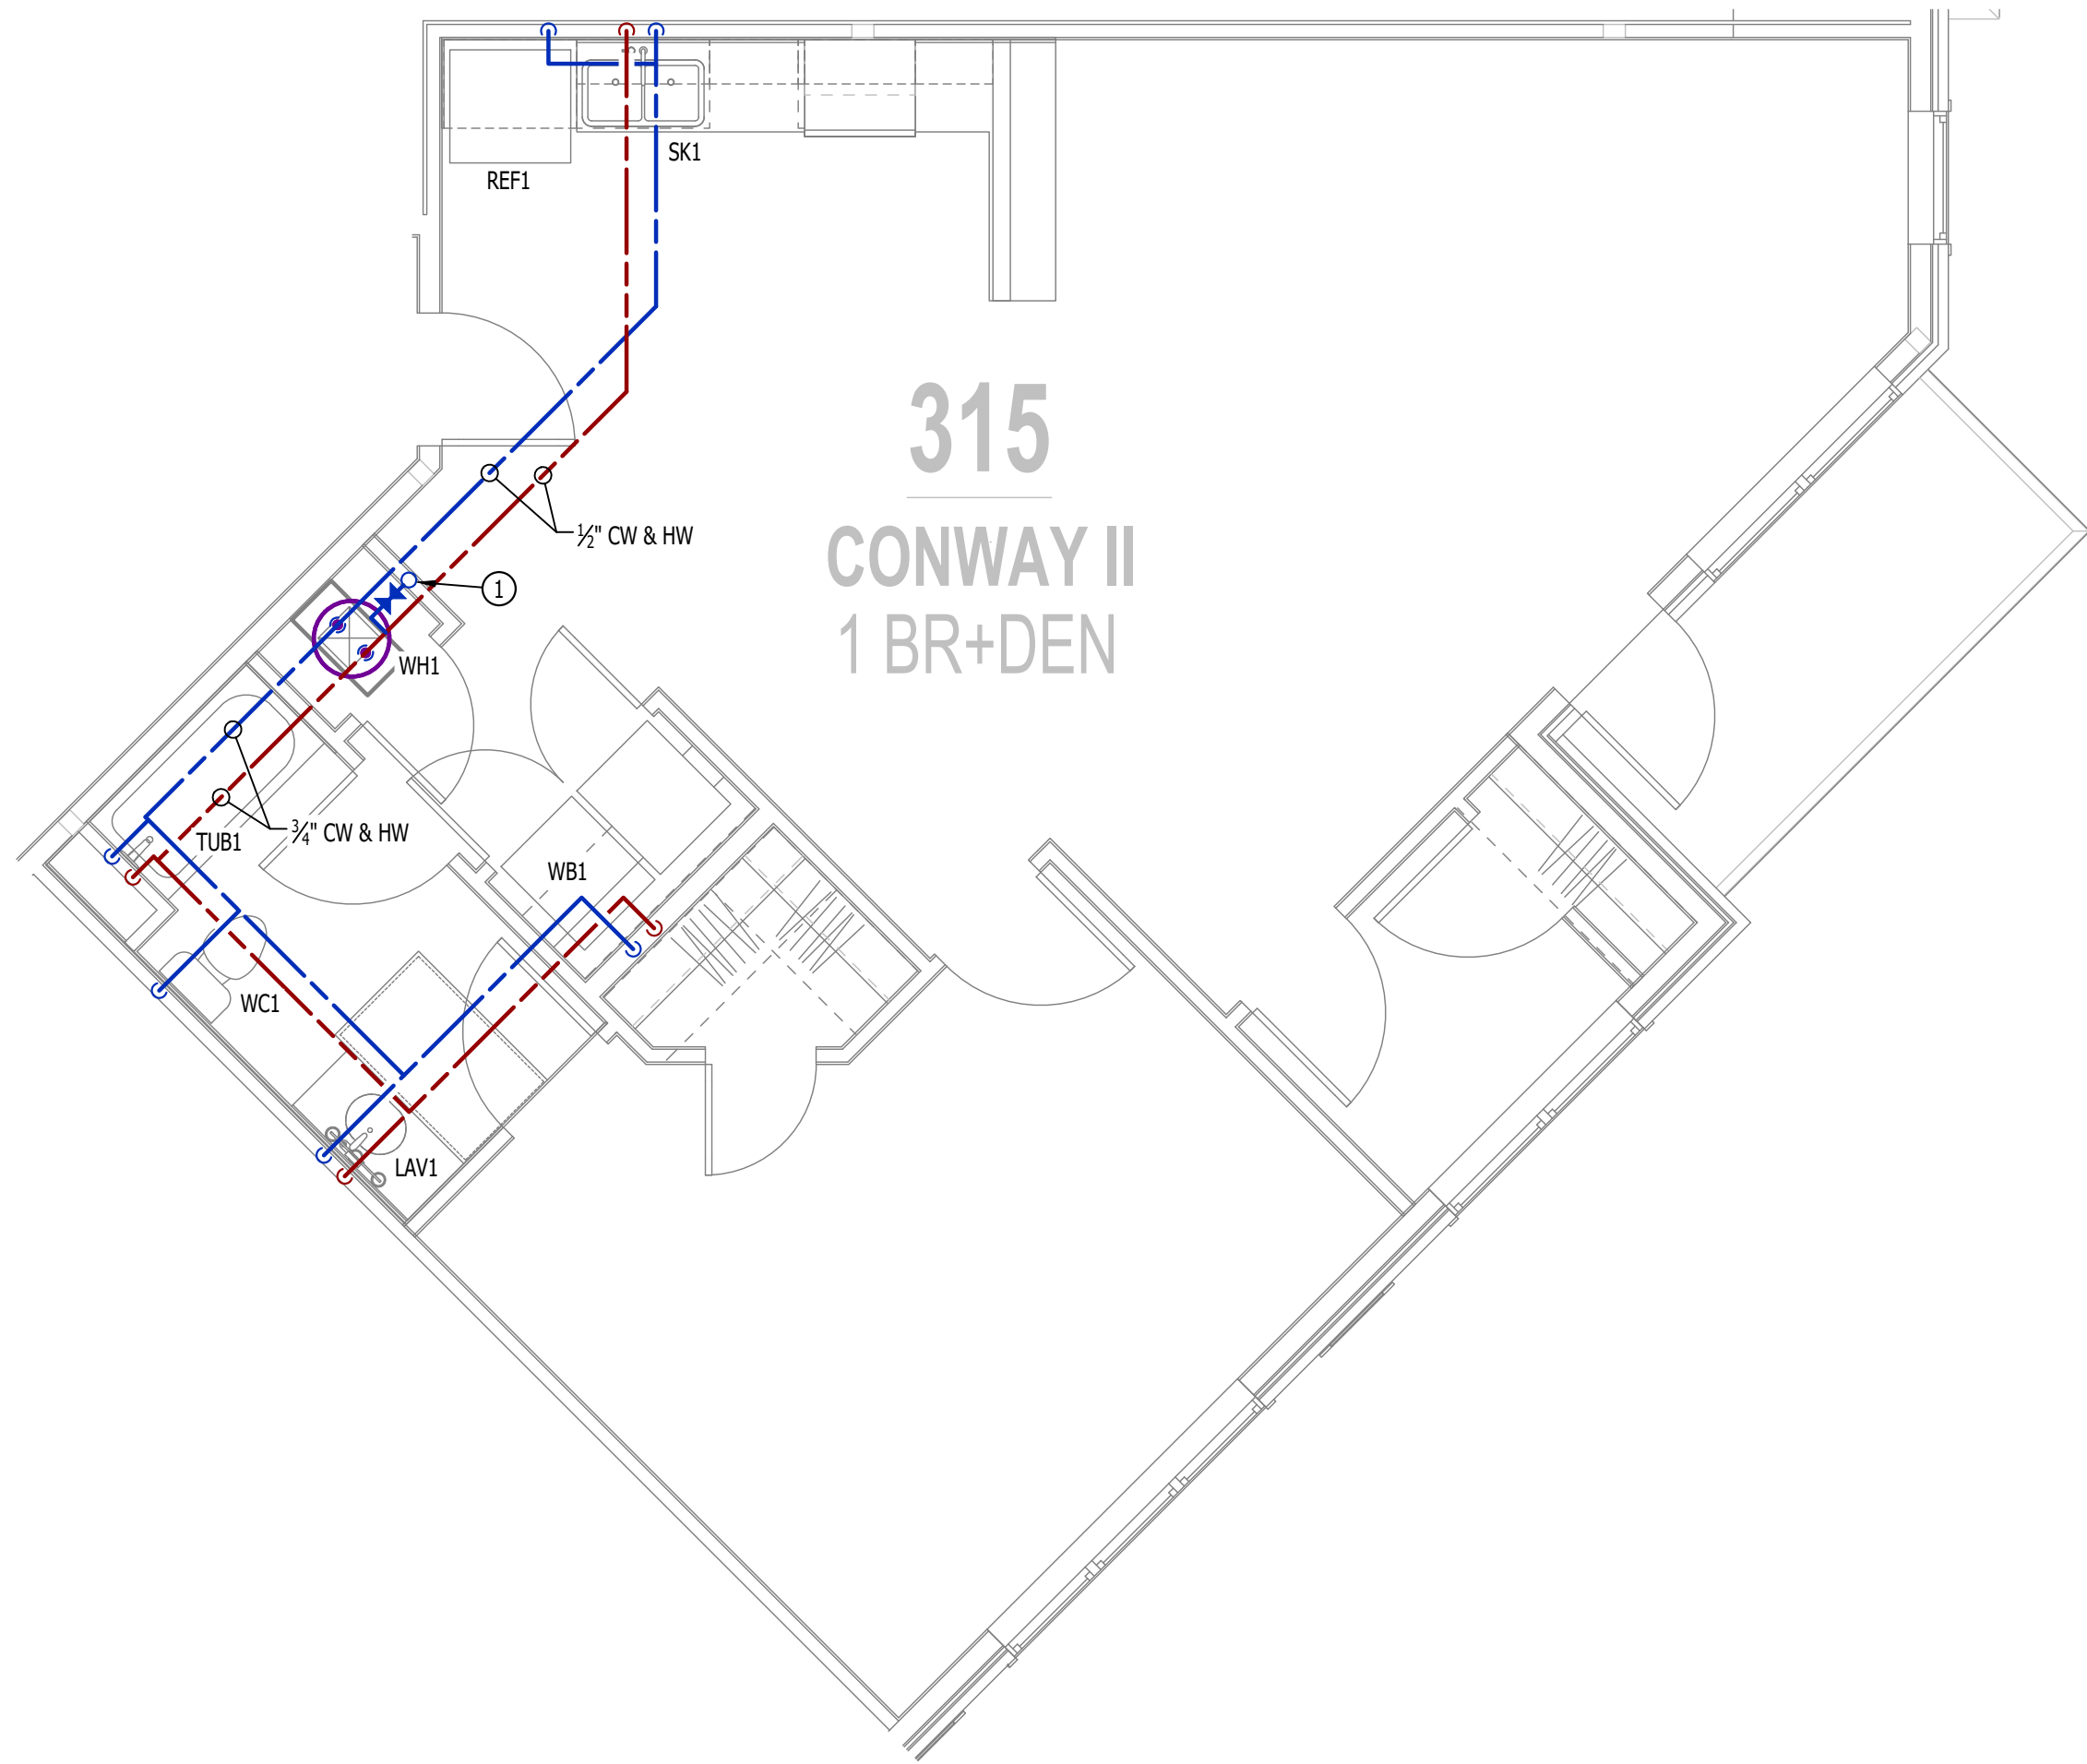 SK1
REF1
315
CONWAY II
1 BR+DEN
½" CW & HW
1
WH1
¾" CW & HW
TUB1
WB1
WC1
LAV1